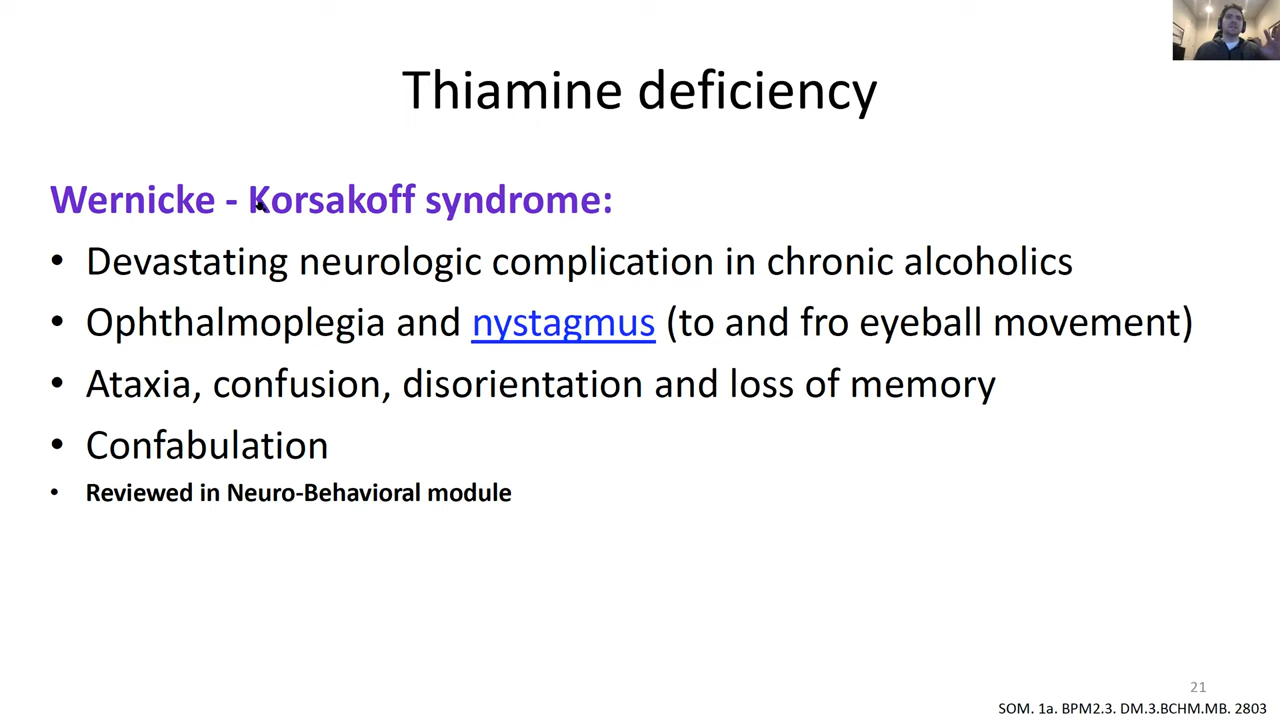 Thiamine deficiency
Wernicke - Korsakoff syndrome:
• Devastating neurologic complication in chronic alcoholics
• Ophthalmoplegia and nystagmus (to and fro eyeball movement)
• Ataxia, confusion, disorientation and loss of memory
• Confabulation
• Reviewed in Neuro-Behavioral module
21
SOM. 1a. BPM2.3. DM.3.BCHM.MB. 2803